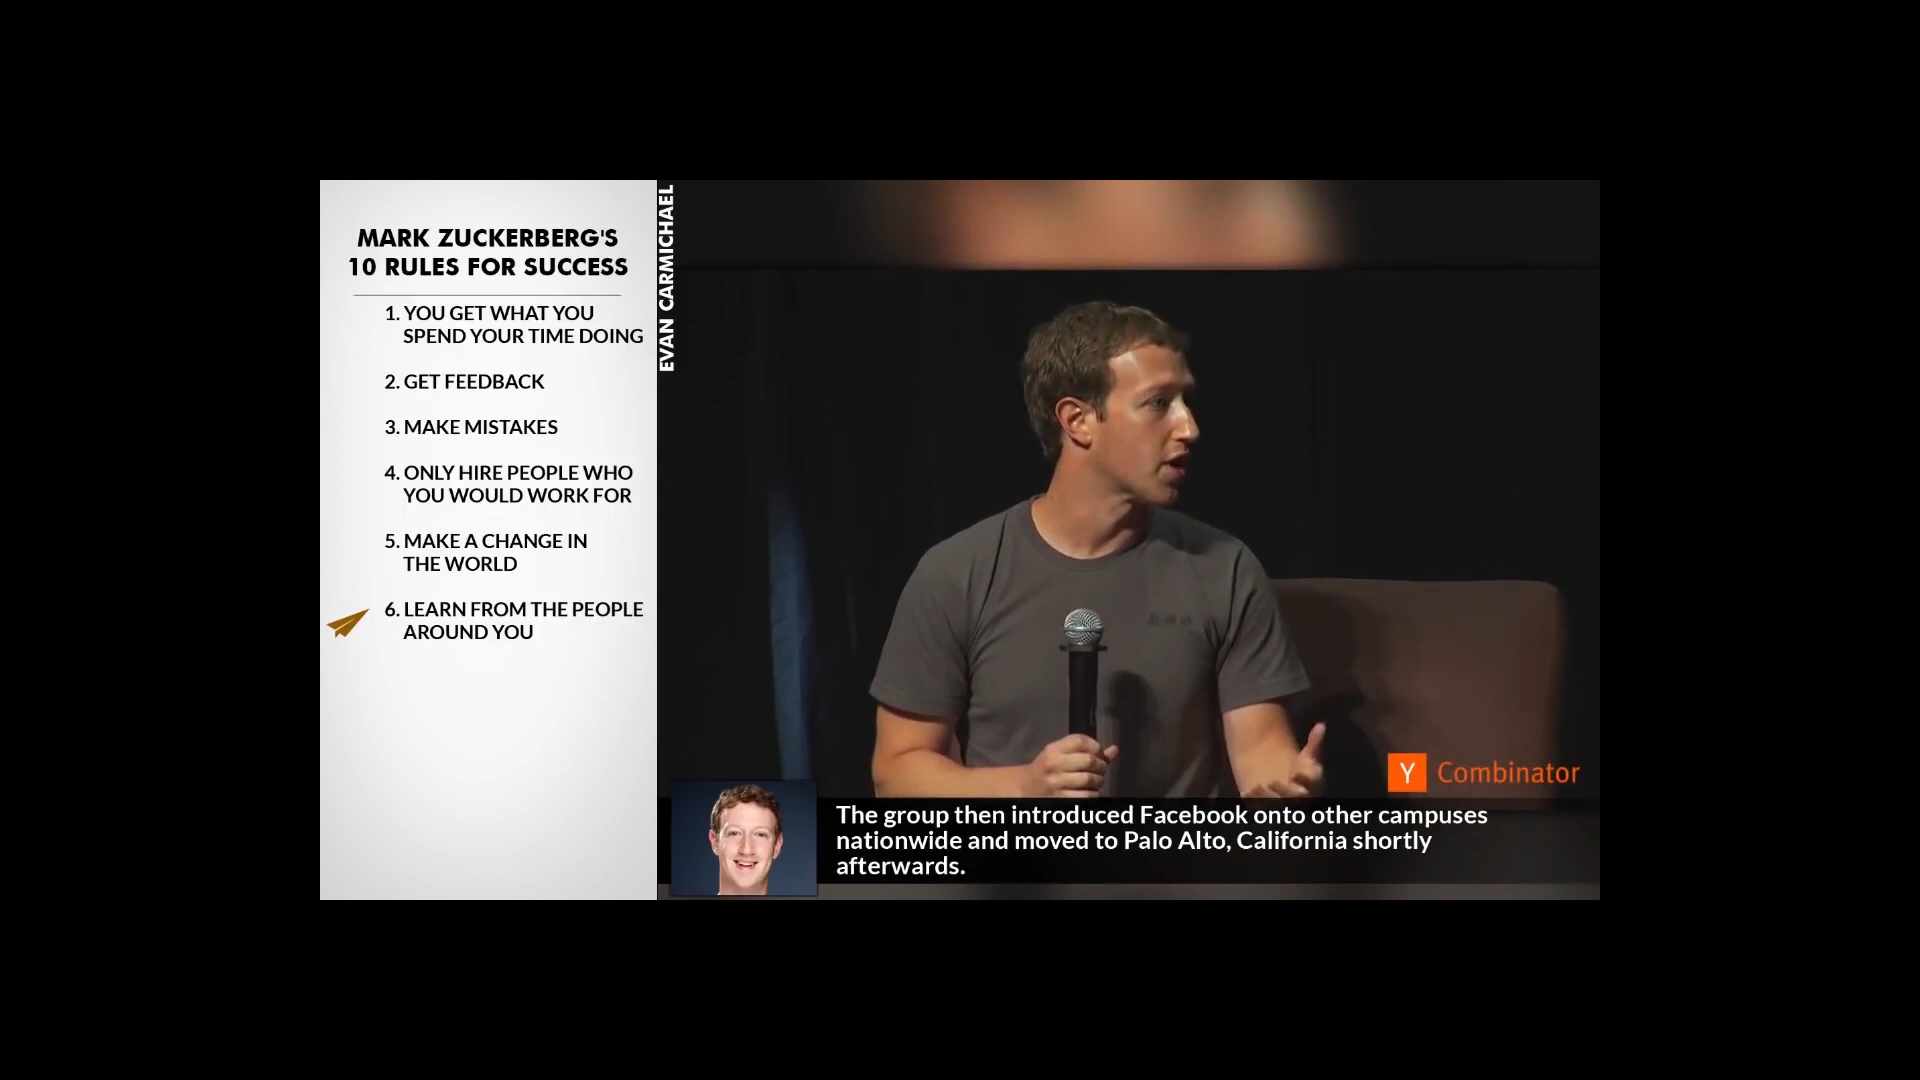 MARK ZUCKERBERG'S
10 RULES FOR SUCCESS
1. YOU GET WHAT YOU
SPEND YOUR TIME DOING
2. GET FEEDBACK
3. MAKE MISTAKES
4. ONLY HIRE PEOPLE WHO
YOU WOULD WORK FOR
5. MAKE A CHANGE IN
THE WORLD
6. LEARN FROM THE PEOPLE
AROUND YOU
EVAN CARMICHAEL
Y Combinator
The group then introduced Facebook onto other campuses
nationwide and moved to Palo Alto, California shortly
afterwards.